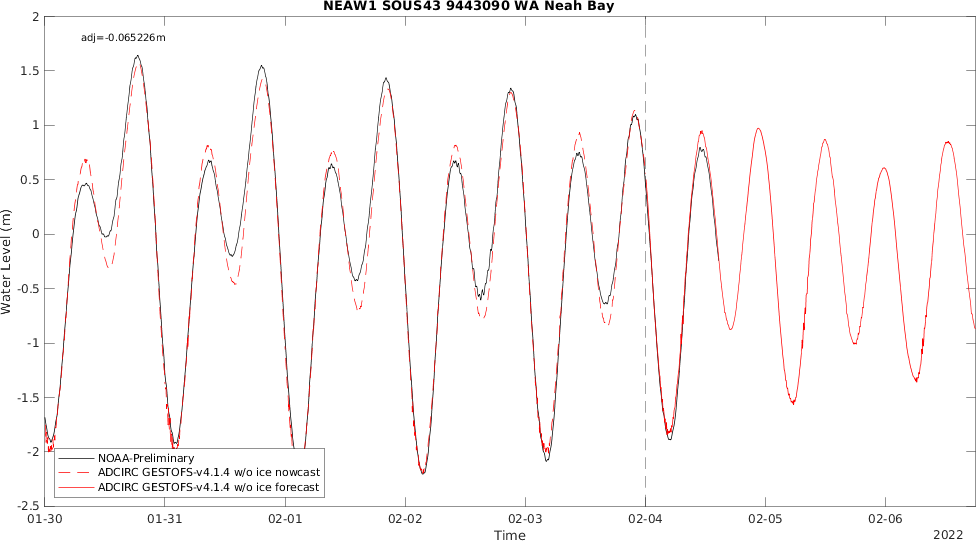 NEAW1 SOUS43 9443090 WA Neah Bay
adj=-0.065226m
Water Level (m)
2
1.5
1
0.5
0
-0.5
-1
-1.5
-2
-2.5
NOAA-Preliminary
ADCIRC GESTOFS-v4.1.4 w/o ice nowcast
ADCIRC GESTOFS-v4.1.4 w/o ice forecast
01-30 01-31 02-01 02-02 02-03 02-04 02-05 02-06
Time
2022